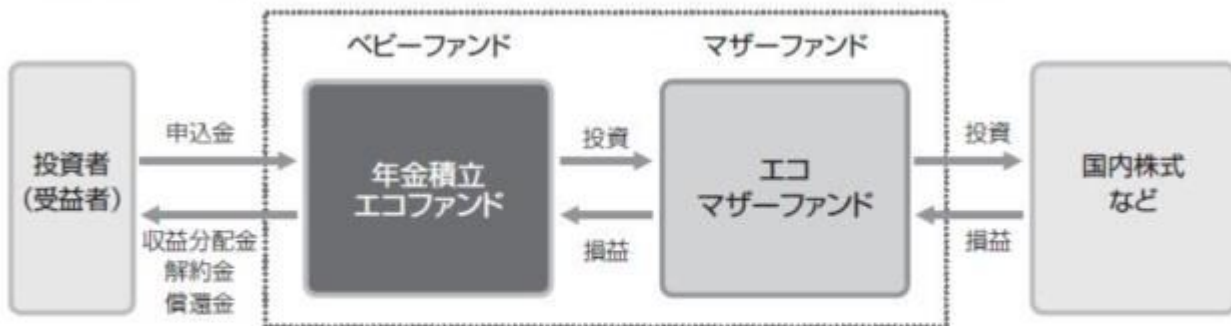 ベビーファンド
マザーファンド
投資者
(受益者)
申込金
収益分配金
解約金
償還金
年金積立
エコファンド
投資
損益
エコ
マザーファンド
投資
損益
国内株式
など